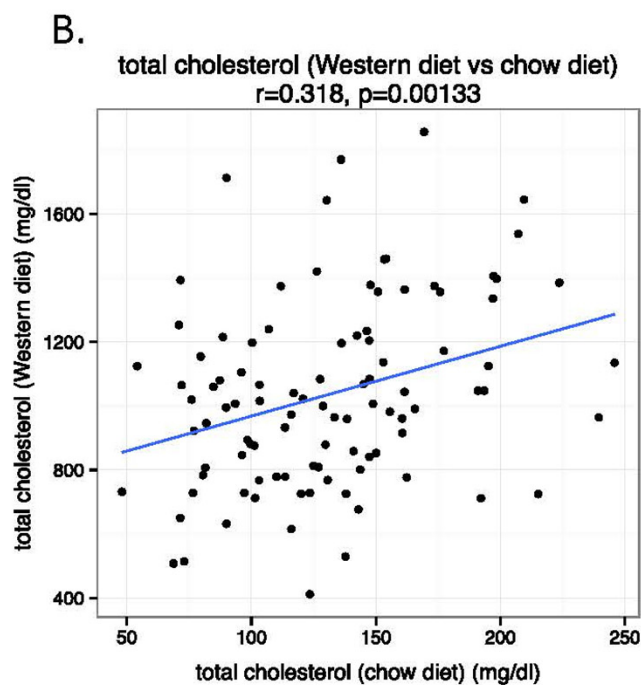 B.
total cholesterol (Western diet vs chow diet)
r=0.318, p=0.00133
total cholesterol (Western diet) (mg/dl)
1600
1200
800
400
50 100 150 200 250
total cholesterol (chow diet) (mg/dl)